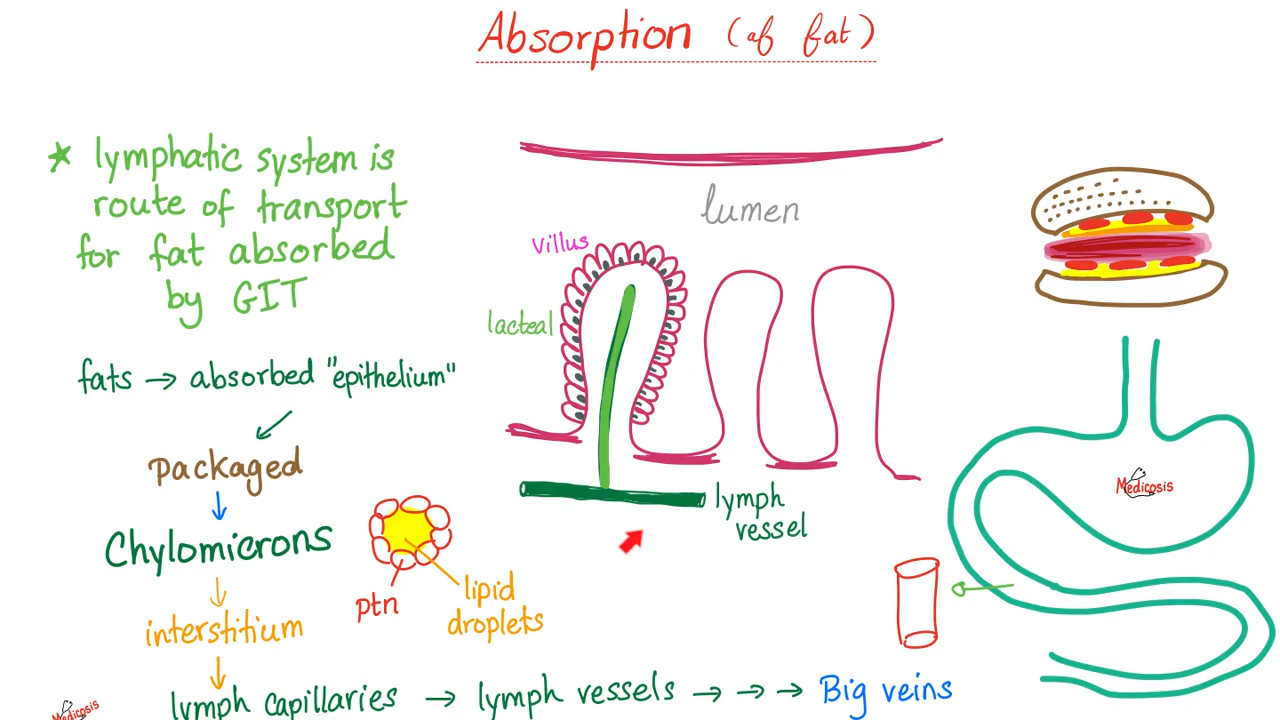 Absorption (of fat)
★ lymphatic system is
route of transport
for fat absorbed
by GIT
fats → absorbed "epithelium"
Packaged
Chylomicrons
ptn
lipid
droplets
interstitium
lymph capillaries → lymph vessels → → → Big veins
lumen
villus
lacteal
lymph
vessel
Medicosis
Medicosis